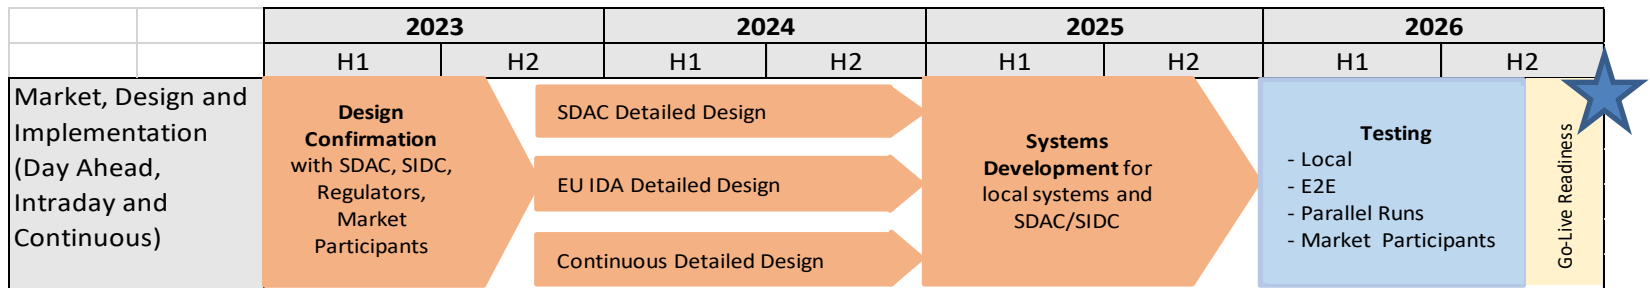 2023 2024 2025 2026
H1 H2 H1 H2 H1 H2 H1 H2
Market, Design and
Implementation
(Day Ahead,
Intraday and
Continuous)
Design
Confirmation
with SDAC, SIDC,
Regulators,
Market
Participants
SDAC Detailed Design
EU IDA Detailed Design
Continuous Detailed Design
Systems
Development for
local systems and
SDAC/SIDC
Testing
- Local
- E2E
- Parallel Runs
- Market Participants
Go-Live Readiness